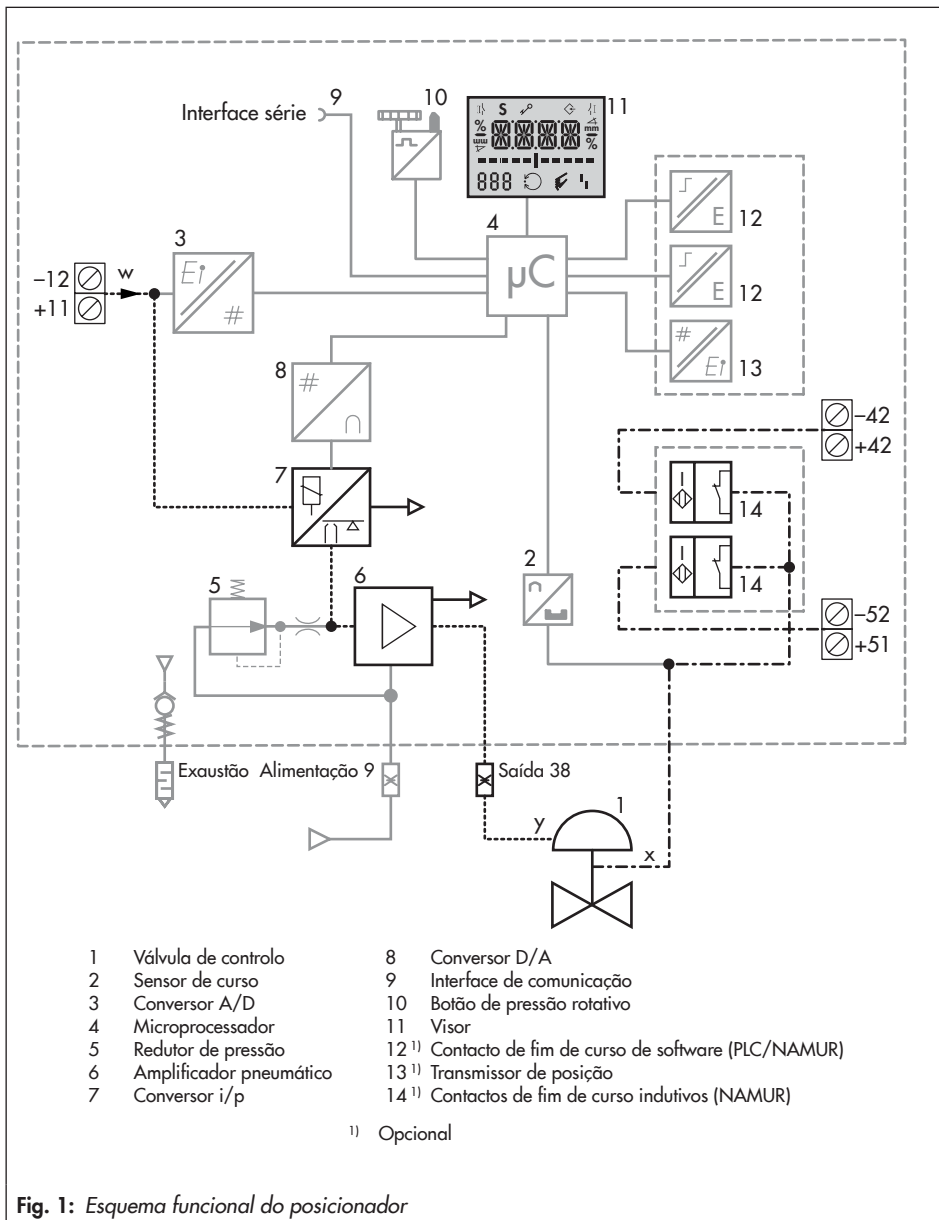 Interface série
9
10
11
S
%
mm
mm
%
888
4
µC
E
12
E
12
#
Ei
13
3
Ei
#
–12
+11
w
8
#
7
–42
+42
14
14
2
–52
+51
5
6
Exaustão
Alimentação 9
Saída 38
1
y
x
1 Válvula de controlo
2 Sensor de curso
3 Conversor A/D
4 Microprocessador
5 Redutor de pressão
6 Amplificador pneumático
7 Conversor i/p
8 Conversor D/A
9 Interface de comunicação
10 Botão de pressão rotativo
11 Visor
12 1) Contacto de fim de curso de software (PLC/NAMUR)
13 1) Transmissor de posição
14 1) Contactos de fim de curso indutivos (NAMUR)
1) Opcional
Fig. 1: Esquema funcional do posicionador